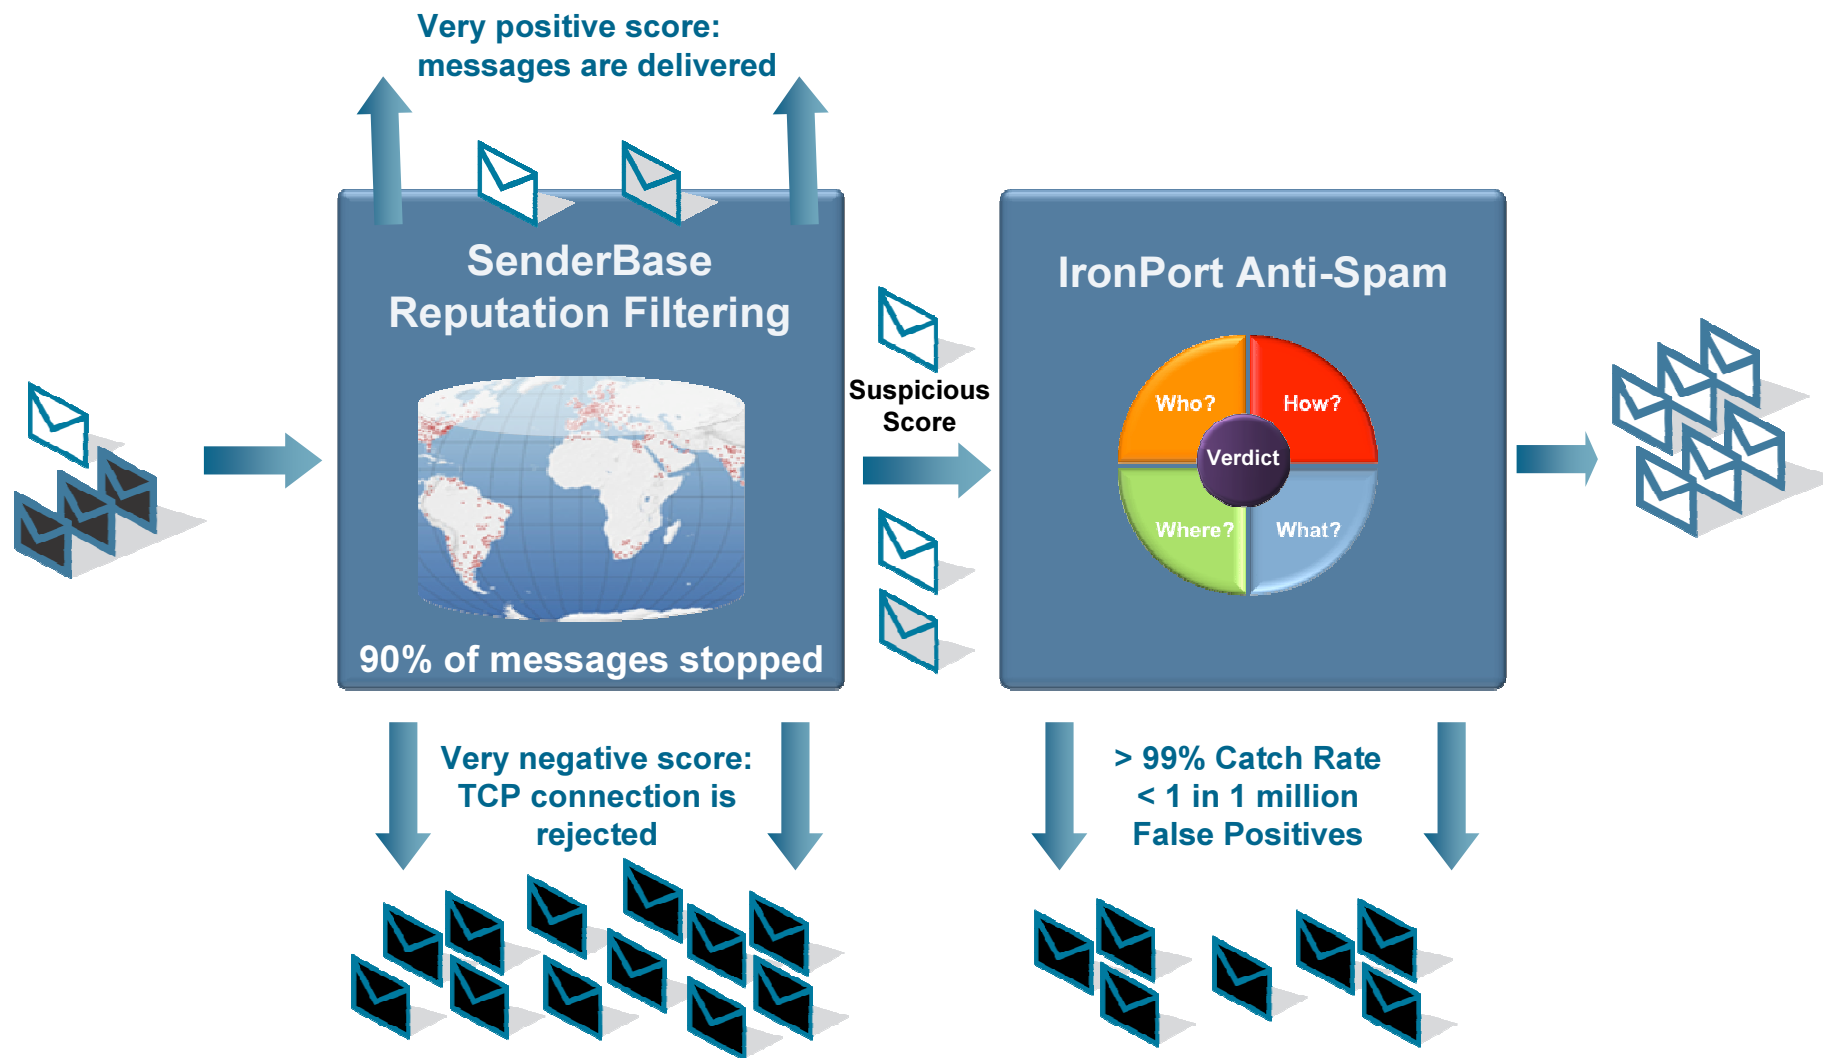 Very positive score:
messages are delivered
SenderBase
Reputation Filtering
90% of messages stopped
Suspicious
Score
IronPort Anti-Spam
Who?
How?
Verdict
Where?
What?
Very negative score:
TCP connection is
rejected
> 99% Catch Rate
< 1 in 1 million
False Positives